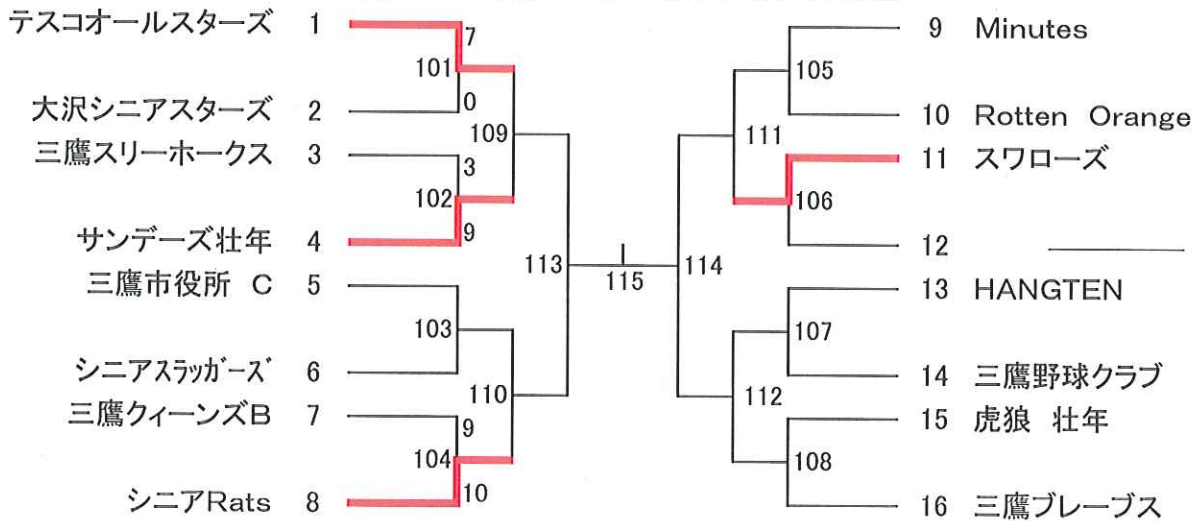 テスコオールスターズ 1
7
101
0
大沢シニアスターズ 2
109
三鷹スリーホークス 3
3
102
9
サンデーズ壮年 4
113
三鷹市役所 C 5
103
シニアスラッガーズ 6
110
三鷹クィーンズB 7
9
104
10
シニアRats 8
115
9 Minutes
105
10 Rotten Orange
111
11 スワローズ
106
12
114
13 HANGTEN
107
14 三鷹野球クラブ
112
15 虎狼 壮年
108
16 三鷹ブレーブス